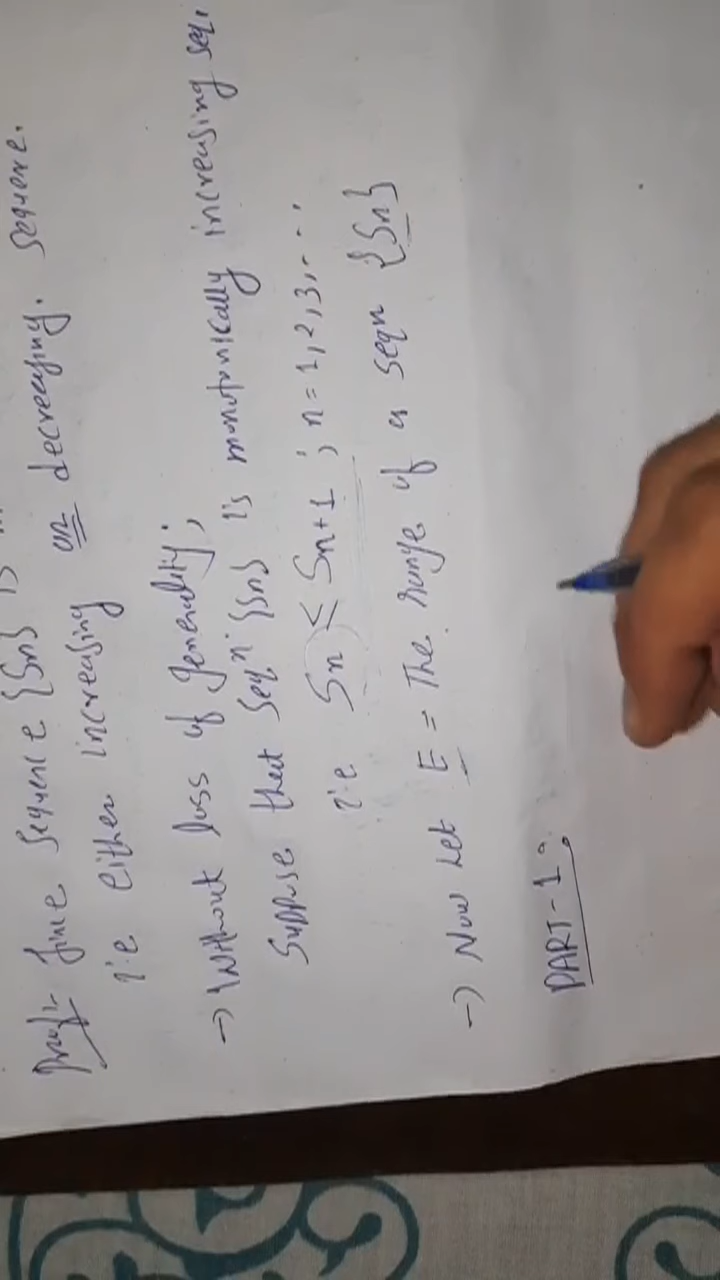 Proof:- Since sequence {Sn} is
i.e either increasing or decreasing. sequence.
→ Without loss of generality;
Suppose that seqⁿ {Sn} is monotonically increasing seq.
i.e Sn < Sn+1 ; n = 1,2,3,...
→ Now Let E = The range of a seqn {Sn}
PART-1: